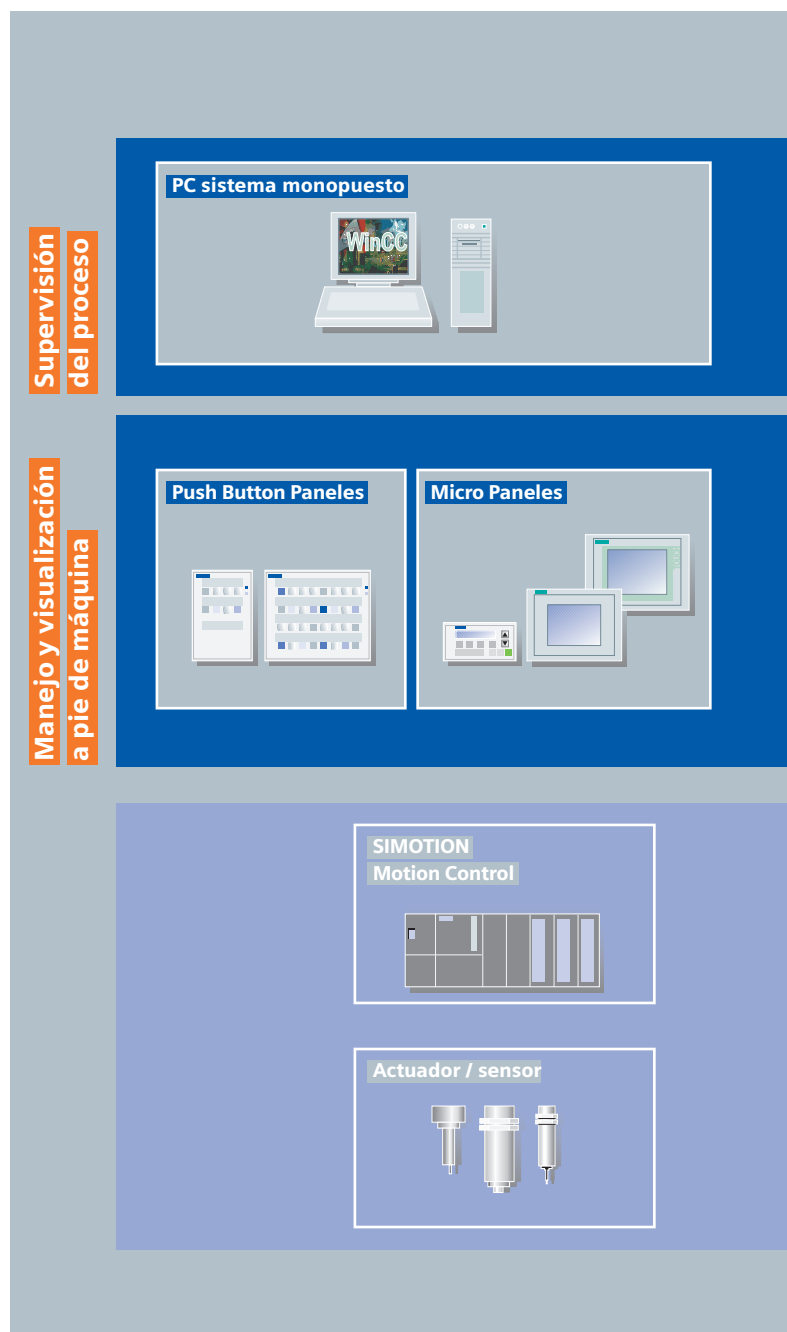 Supervisión
del proceso
PC sistema monopuesto
WinCC
Manejo y visualización
a pie de máquina
Push Button Paneles
Micro Paneles
SIMOTION
Motion Control
Actuador / sensor